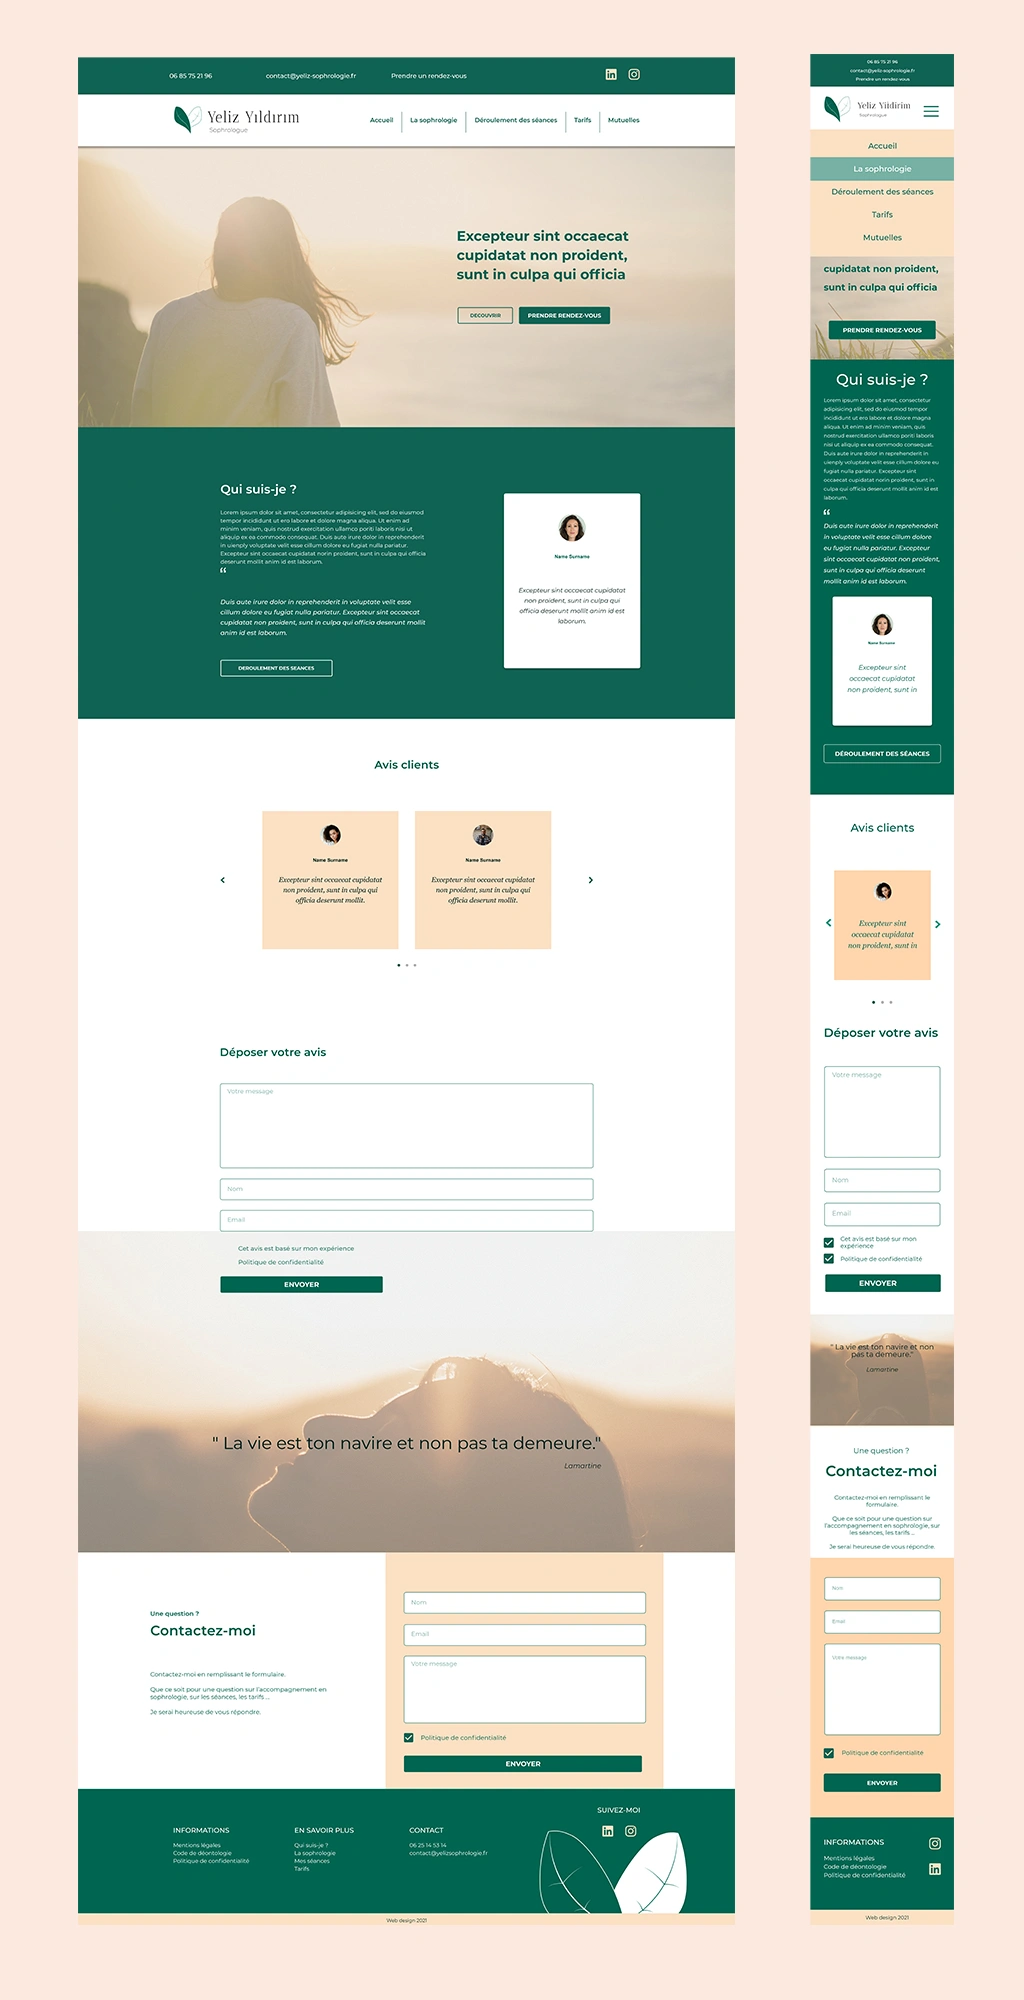 06 85 75 21 96
contact@yeliz-sophrologie.fr
Prendre un rendez-vous
Yeliz Yıldırım
Sophrologue
Accueil
La sophrologie
Déroulement des séances
Tarifs
Mutuelles
Excepteur sint occaecat
cupidatat non proident,
sunt in culpa qui officia
DECOUVRIR
PRENDRE RENDEZ-VOUS
Qui suis-je ?
Lorem ipsum dolor sit amet, consectetur adipisicing elit, sed do eiusmod
tempor incididunt ut ero labore et dolore magna aliqua. Ut enim ad
minim veniam, quis nostrud exercitation ullamco poriti laboris nisi ut
aliquip ex ea commodo consequat. Duis aute irure dolor in reprehenderit
in uienply voluptate velit esse cillum dolore eu fugiat nulla pariatur.
Excepteur sint occaecat cupidatat non proident, sunt in culpa qui officia
deserunt mollit anim id est laborum.
“
Duis aute irure dolor in reprehenderit in voluptate velit esse
cillum dolore eu fugiat nulla pariatur. Excepteur sint occaecat
cupidatat non proident, sunt in culpa qui officia deserunt mollit
anim id est laborum.
DEROULEMENT DES SEANCES
Name Surname
Excepteur sint occaecat cupidatat
non proident, sunt in culpa qui
officia deserunt mollit anim id est
laborum.
Avis clients
Name Surname
Excepteur sint occaecat cupidatat
non proident, sunt in culpa qui
officia deserunt mollit.
Name Surname
Excepteur sint occaecat cupidatat
non proident, sunt in culpa qui
officia deserunt mollit.
Déposer votre avis
Votre message
Nom
Email
Cet avis est basé sur mon expérience
Politique de confidentialité
ENVOYER
" La vie est ton navire et non pas ta demeure."
Lamartine
Une question ?
Contactez-moi
Contactez-moi en remplissant le formulaire.
Que ce soit pour une question sur l'accompagnement en
sophrologie, sur les séances, les tarifs ...
Je serai heureuse de vous répondre.
Nom
Email
Votre message
Politique de confidentialité
ENVOYER
INFORMATIONS
Mentions légales
Code de déontologie
Politique de confidentialité
EN SAVOIR PLUS
Qui suis-je ?
La sophrologie
Mes séances
Tarifs
CONTACT
06 25 14 53 14
contact@yelizsophrologie.fr
SUIVEZ-MOI
Web design 2021
06 85 75 21 96
contact@yeliz-sophrologie.fr
Prendre un rendez-vous
Yeliz Yıldırım
Sophrologue
Accueil
La sophrologie
Déroulement des séances
Tarifs
Mutuelles
cupidatat non proident,
sunt in culpa qui officia
PRENDRE RENDEZ-VOUS
Qui suis-je ?
Lorem ipsum dolor sit amet, consectetur
adipisicing elit, sed do eiusmod tempor
incididunt ut ero labore et dolore magna
aliqua. Ut enim ad minim veniam, quis
nostrud exercitation ullamco poriti laboris
nisi ut aliquip ex ea commodo consequat.
Duis aute irure dolor in reprehenderit in
uienply voluptate velit esse cillum dolore eu
fugiat nulla pariatur. Excepteur sint
occaecat cupidatat non proident, sunt in
culpa qui officia deserunt mollit anim id est
laborum.
“
Duis aute irure dolor in reprehenderit
in voluptate velit esse cillum dolore
eu fugiat nulla pariatur. Excepteur
sint occaecat cupidatat non proident,
sunt in culpa qui officia deserunt
mollit anim id est laborum.
Name Surname
Excepteur sint
occaecat cupidatat
non proident, sunt in
DÉROULEMENT DES SÉANCES
Avis clients
Excepteur sint
occaecat cupidatat
non proident, sunt in
Déposer votre avis
Votre message
Nom
Email
Cet avis est basé sur mon
expérience
Politique de confidentialité
ENVOYER
" La vie est ton navire et non
pas ta demeure."
Lamartine
Une question ?
Contactez-moi
Contactez-moi en remplissant le
formulaire.
Que ce soit pour une question sur
l'accompagnement en sophrologie, sur
les séances, les tarifs ...
Je serai heureuse de vous répondre.
Nom
Email
Votre message
Politique de confidentialité
ENVOYER
INFORMATIONS
Mentions légales
Code de déontologie
Politique de confidentialité
Web design 2021